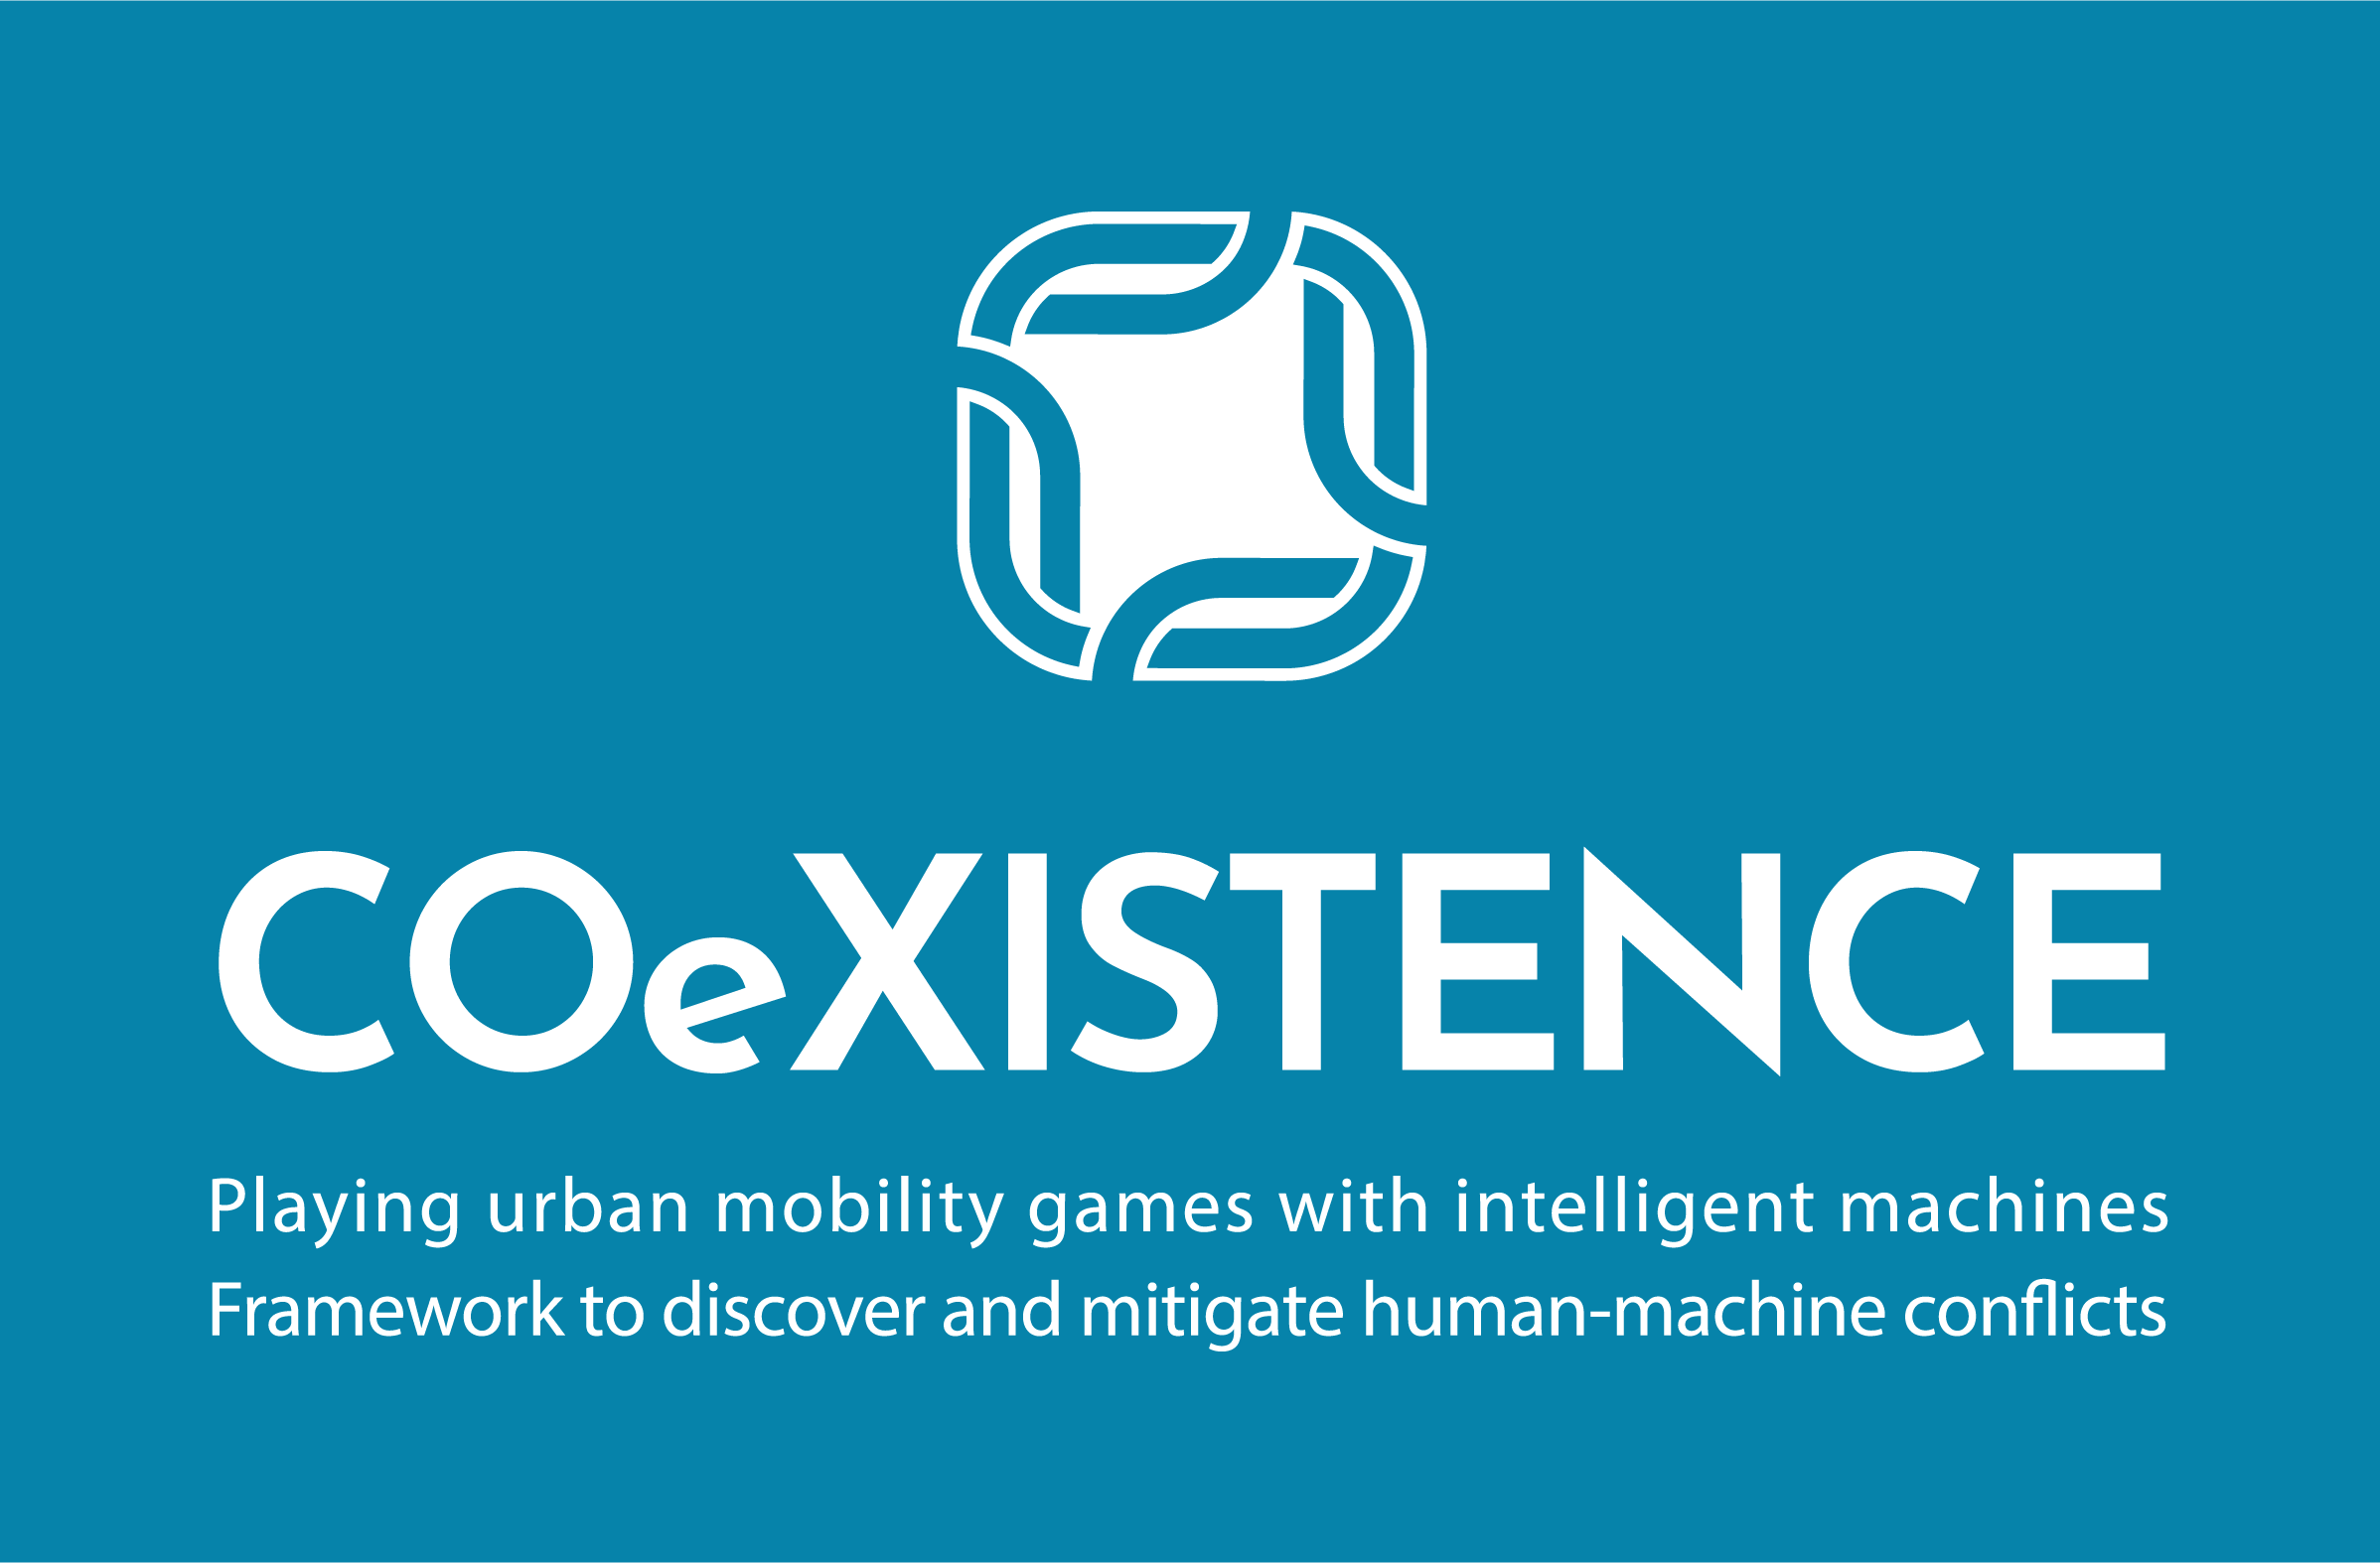 COeXISTENCE
Playing urban mobility games with intelligent machines
Framework to discover and mitigate human-machine conflicts